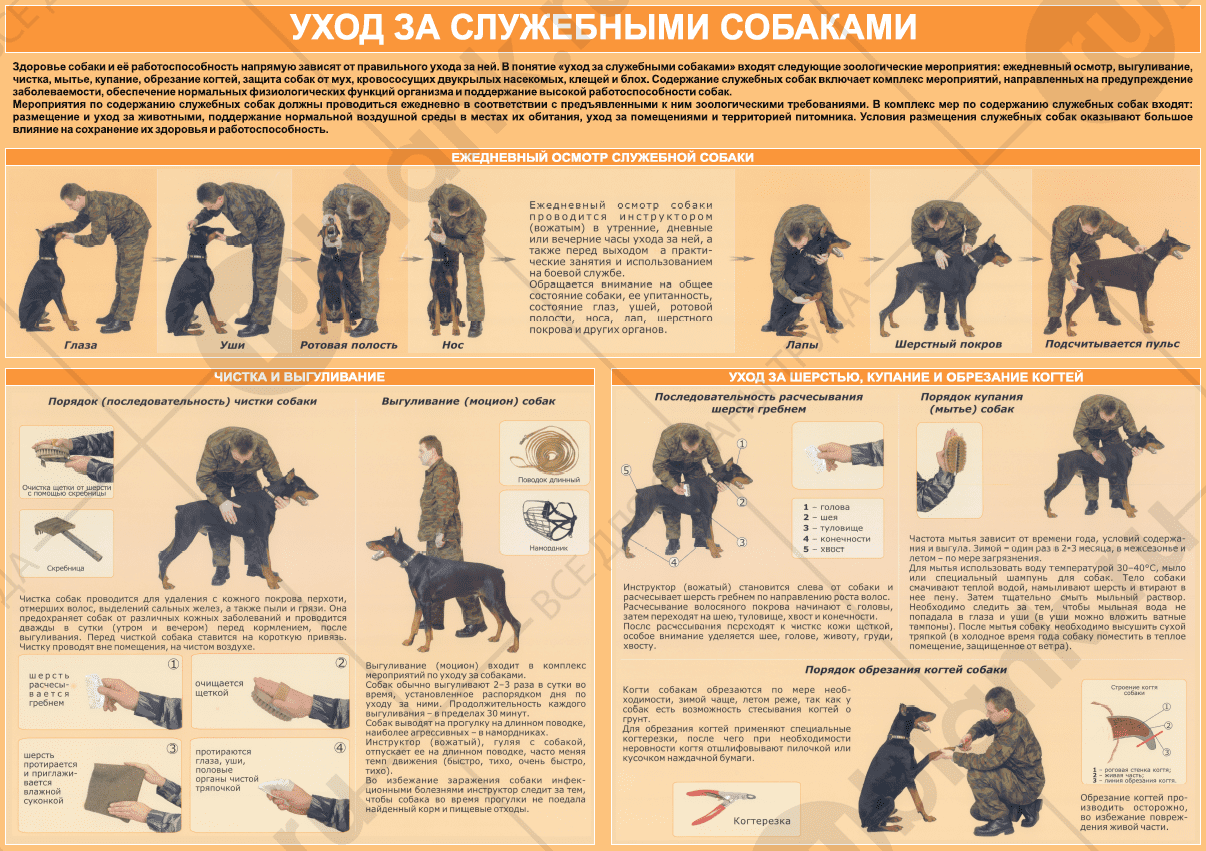 УХОД ЗА СЛУЖЕБНЫМИ СОБАКАМИ
Здоровье собаки и её работоспособность напрямую зависят от правильного ухода за ней. В понятие «уход за служебными собаками» входят следующие зоологические мероприятия: ежедневный осмотр, выгуливание,
чистка, мытье, купание, обрезание когтей, защита собак от мух, кровососущих двукрылых насекомых, клещей и блох. Содержание служебных собак включает комплекс мероприятий, направленных на предупреждение
заболеваемости, обеспечение нормальных физиологических функций организма и поддержание высокой работоспособности собак.
Мероприятия по содержанию служебных собак должны проводиться ежедневно в соответствии с предъявленными к ним зоологическими требованиями. В комплекс мер по содержанию служебных собак входят:
размещение и уход за животными, поддержание нормальной воздушной среды в местах их обитания, уход за помещениями и территорией питомника. Условия размещения служебных собак оказывают большое
влияние на сохранение их здоровья и работоспособность.
ЕЖЕДНЕВНЫЙ ОСМОТР СЛУЖЕБНОЙ СОБАКИ
Ежедневный осмотр собаки
проводится инструктором
(вожатым) в утренние, дневные
или вечерние часы ухода за ней, а
также перед выходом а практи-
ческие занятия и использованием
на боевой службе.
Обращается внимание на общее
состояние собаки, ее упитанность,
состояние глаз, ушей, ротовой
полости, носа, лап, шерстного
покрова и других органов.
Глаза
Уши
Ротовая полость
Нос
Лапы
Шерстный покров
Подсчитывается пульс
ЧИСТКА И ВЫГУЛИВАНИЕ
Порядок (последовательность) чистки собаки
Очистка щетки от шерсти
с помощью скребницы
Скребница
Чистка собак проводится для удаления с кожного покрова перхоти,
отмерших волос, выделений сальных желез, а также пыли и грязи. Она
предохраняет собак от различных кожных заболеваний и проводится
дважды в сутки (утром и вечером) перед кормлением, после
выгуливания. Перед чисткой собака ставится на короткую привязь.
Чистку проводят вне помещения, на чистом воздухе.
1
шерсть
расчесы-
вается
гребнем
2
очищается
щеткой
3
шерсть
протирается
и приглажи-
вается
влажной
суконкой
4
протираются
глаза, уши,
половые
органы чистой
тряпочкой
Выгуливание (моцион) собак
Поводок длинный
Намордник
Выгуливание (моцион) входит в комплекс
мероприятий по уходу за собаками.
Собак обычно выгуливают 2–3 раза в сутки во
время, установленное распорядком дня по
уходу за ними. Продолжительность каждого
выгуливания – в пределах 30 минут.
Собак выводят на прогулку на длинном поводке,
наиболее агрессивных – в намордниках.
Инструктор (вожатый), гуляя с собакой,
отпускает ее на длинном поводке, часто меняя
темп движения (быстро, тихо, очень быстро,
тихо).
Во избежание заражения собаки инфек-
ционными болезнями инструктор следит за тем,
чтобы собака во время прогулки не поедала
найденный корм и пищевые отходы.
УХОД ЗА ШЕРСТЬЮ, КУПАНИЕ И ОБРЕЗАНИЕ КОГТЕЙ
Последовательность расчесывания
шерсти гребнем
1
2
3
4
5
1 – голова
2 – шея
3 – туловище
4 – конечности
5 – хвост
Инструктор (вожатый) становится слева от собаки и
расчесывает шерсть гребнем по направлению роста волос.
Расчесывание волосяного покрова начинают с головы,
затем переходят на шею, туловище, хвост и конечности.
После расчесывания переходят к чистке кожи щеткой,
особое внимание уделяется шее, голове, животу, груди,
хвосту.
Порядок купания
(мытье) собак
Частота мытья зависит от времени года, условий содержа-
ния и выгула. Зимой – один раз в 2-3 месяца, в межсезонье и
летом – по мере загрязнения.
Для мытья использовать воду температурой 30–40°С, мыло
или специальный шампунь для собак. Тело собаки
смачивают теплой водой, намыливают шерсть и втирают в
нее пену. Затем тщательно смыть мыльный раствор.
Необходимо следить за тем, чтобы мыльная вода не
попадала в глаза и уши (в уши можно вложить ватные
тампоны). После мытья собаку необходимо высушить сухой
тряпкой (в холодное время года собаку поместить в теплое
помещение, защищенное от ветра).
Порядок обрезания когтей собаки
Когти собакам обрезаются по мере необ-
ходимости, зимой чаще, летом реже, так как у
собак есть возможность стесывания когтей о
грунт.
Для обрезания когтей применяют специальные
когтерезки, после чего при необходимости
неровности когтя отшлифовывают пилочкой или
кусочком наждачной бумаги.
Когтерезка
Строение когтя
собаки
1
2
3
1 – роговая стенка когтя;
2 – живая часть;
3 – линия обрезания когтя.
Обрезание когтей про-
изводить осторожно,
во избежание повреж-
дения живой части.